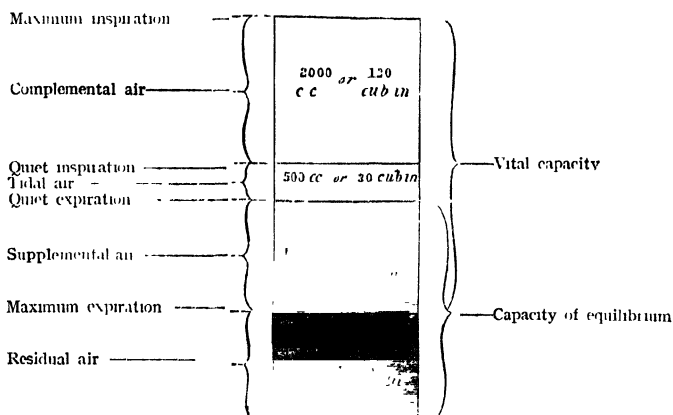 Maximum inspiration
2000 or 120
Complemental air
cc cub in
Quiet inspiration
Vital capacity
Tidal air
500 cc or 30 cub in
Quiet expiration
Supplemental air
Maximum expiration
Capacity of equilibrium
Residual air